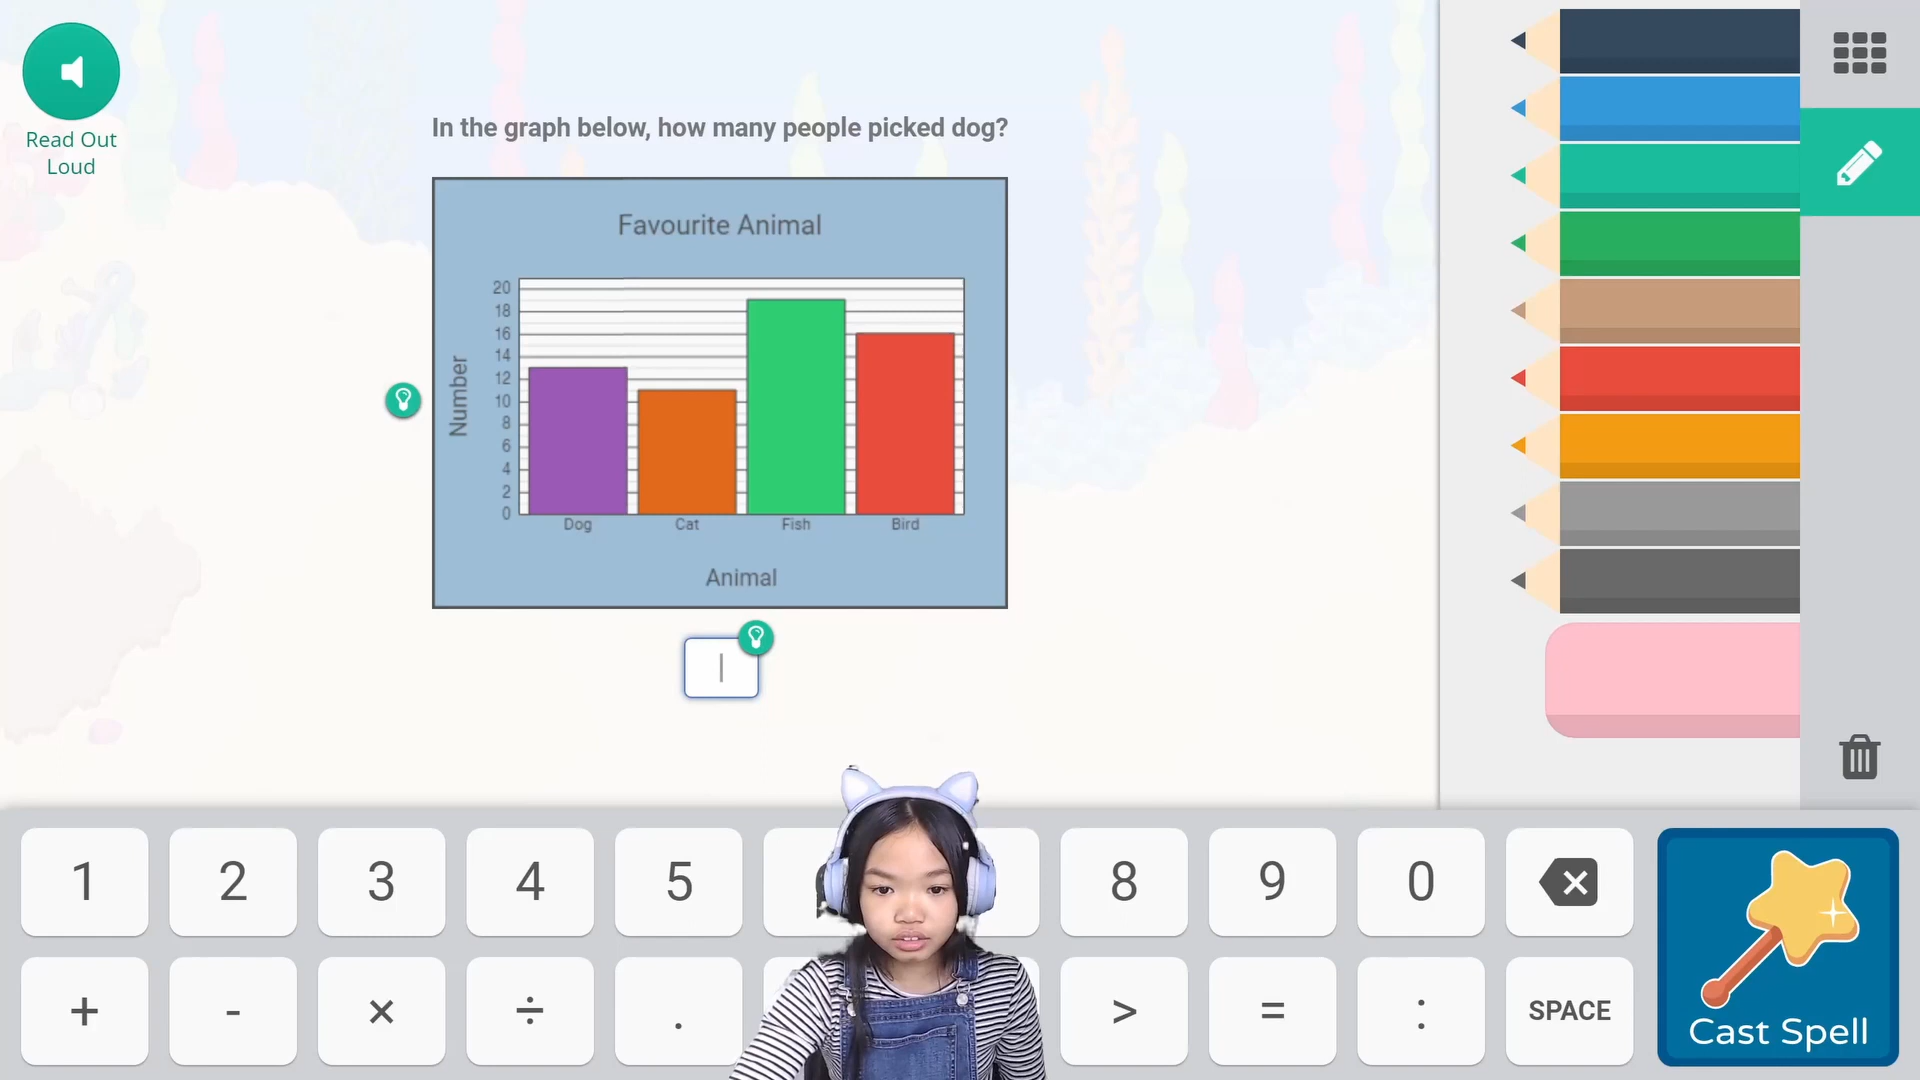 Read Out
Loud
In the graph below, how many people picked dog?
Favourite Animal
Number
20
18
16
14
12
10
8
6
4
2
0
Dog
Cat
Fish
Bird
Animal
1
2
3
4
5
8
9
0
+
-
×
÷
.
>
=
:
SPACE
Cast Spell